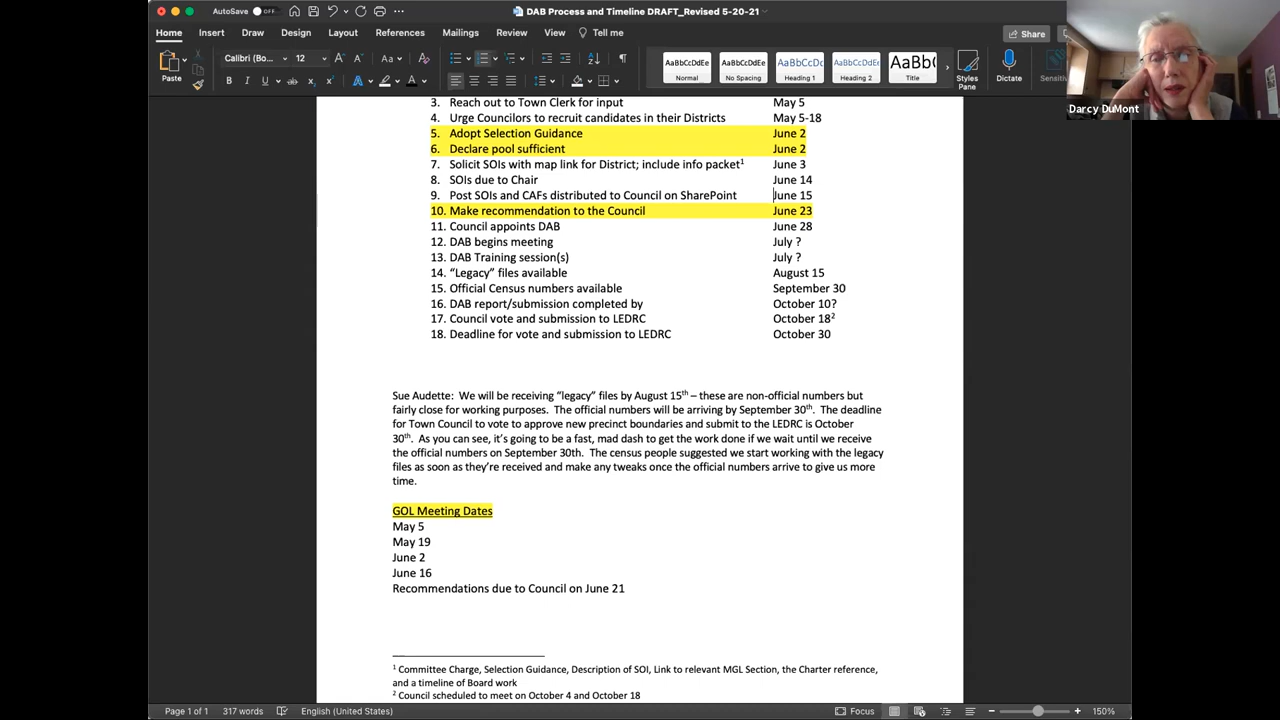 AutoSave OFF
DAB Process and Timeline DRAFT_Revised 5-20-21
Home Insert Draw Design Layout References Mailings Review View Tell me
Share
Paste
Calibri (Bo... 12
AaBbCcDdEe AaBbCcDdEe AaBbCcDc AaBbCcDdEe AaBb(
Normal No Spacing Heading 1 Heading 2 Title
Styles Pane
Dictate
Sensitiv
Darcy DuMont
3. Reach out to Town Clerk for input May 5
4. Urge Councilors to recruit candidates in their Districts May 5-18
5. Adopt Selection Guidance June 2
6. Declare pool sufficient June 2
7. Solicit SOIs with map link for District; include info packet1 June 3
8. SOIs due to Chair June 14
9. Post SOIs and CAFs distributed to Council on SharePoint June 15
10. Make recommendation to the Council June 23
11. Council appoints DAB June 28
12. DAB begins meeting July ?
13. DAB Training session(s) July ?
14. “Legacy” files available August 15
15. Official Census numbers available September 30
16. DAB report/submission completed by October 10?
17. Council vote and submission to LEDRC October 182
18. Deadline for vote and submission to LEDRC October 30
Sue Audette: We will be receiving “legacy” files by August 15th – these are non-official numbers but
fairly close for working purposes. The official numbers will be arriving by September 30th. The deadline
for Town Council to vote to approve new precinct boundaries and submit to the LEDRC is October
30th. As you can see, it’s going to be a fast, mad dash to get the work done if we wait until we receive
the official numbers on September 30th. The census people suggested we start working with the legacy
files as soon as they’re received and make any tweaks once the official numbers arrive to give us more
time.
GOL Meeting Dates
May 5
May 19
June 2
June 16
Recommendations due to Council on June 21
1 Committee Charge, Selection Guidance, Description of SOI, Link to relevant MGL Section, the Charter reference,
and a timeline of Board work
2 Council scheduled to meet on October 4 and October 18
Page 1 of 1 317 words English (United States) Focus 150%